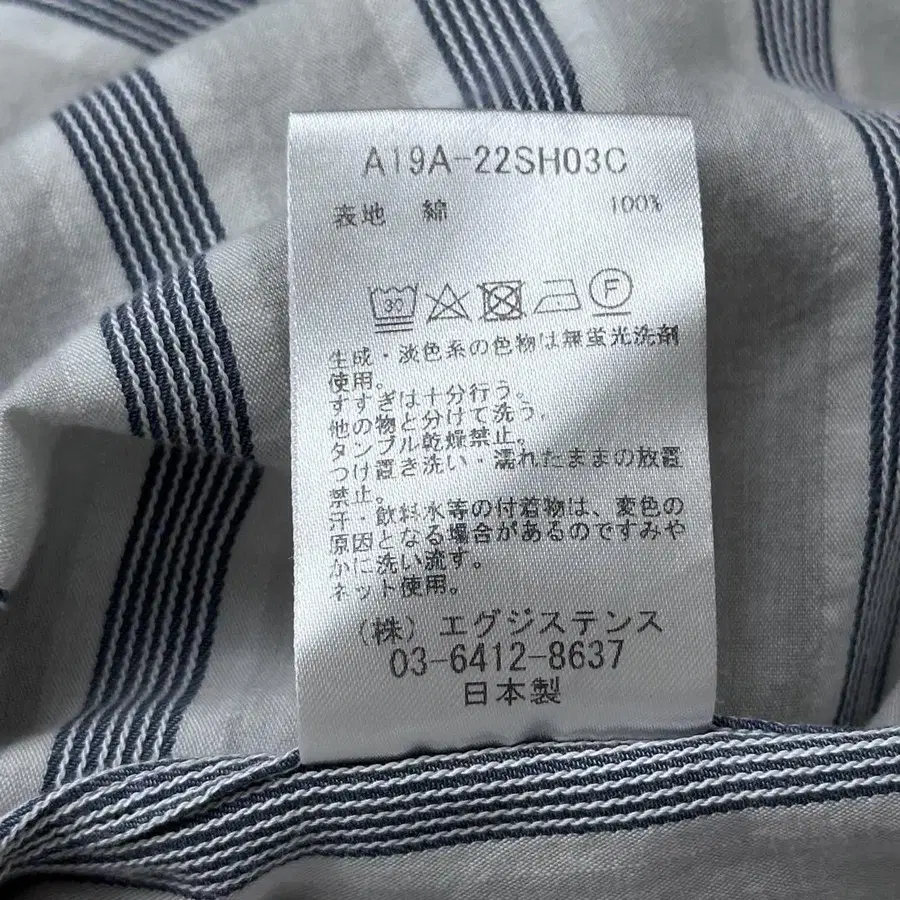 A19A-22SH03C
表地 綿 100%
30 F
生成・淡色系の色物は無蛍光洗剤
使用。
すすぎは十分行う。
他の物と分けて洗う。
タンブル乾燥禁止。
つけ置き洗い・濡れたままの放置
禁止。
汗・飲料水等の付着物は、変色の
原因となる場合があるのですみや
かに洗い流す。
ネット使用。
(株)エグジステンス
03-6412-8637
日本製